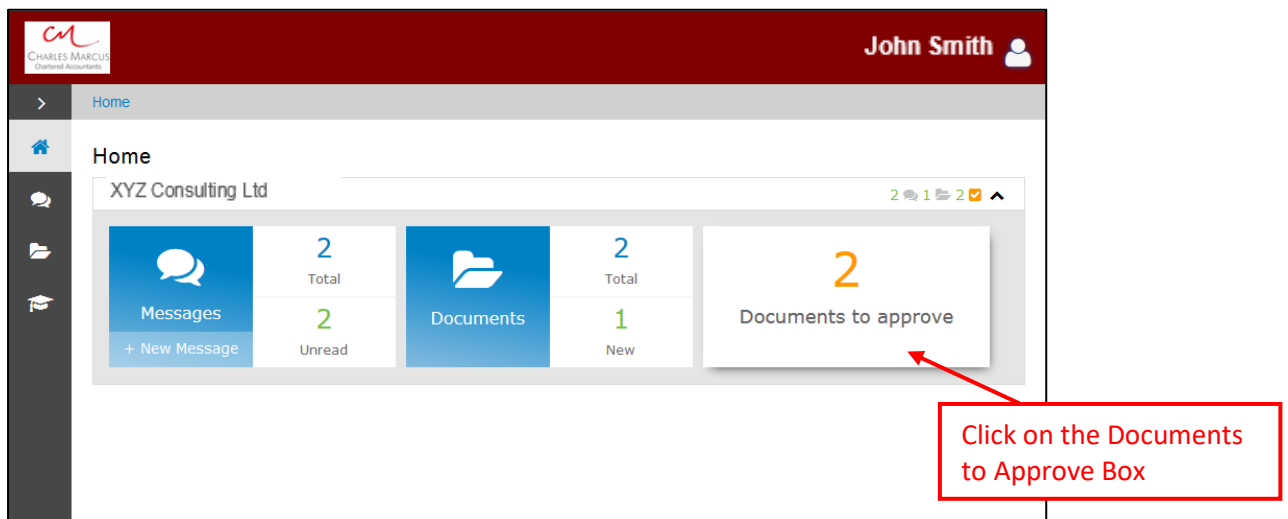 CM
CHARLES MARCUS
Chartered Accountants
John Smith
Home
Home
XYZ Consulting Ltd
2 1 2
Messages
+ New Message
2
Total
2
Unread
Documents
2
Total
1
New
2
Documents to approve
Click on the Documents
to Approve Box